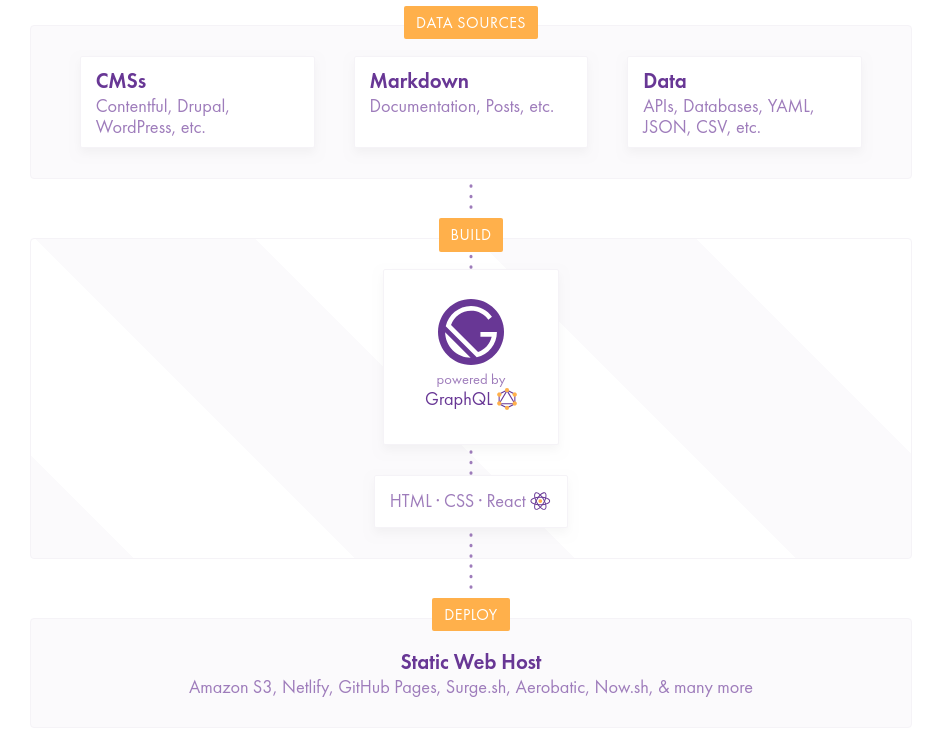 DATA SOURCES
CMSs
Contentful, Drupal,
WordPress, etc.
Markdown
Documentation, Posts, etc.
Data
APIs, Databases, YAML,
JSON, CSV, etc.
BUILD
powered by
GraphQL
HTML · CSS · React
DEPLOY
Static Web Host
Amazon S3, Netlify, GitHub Pages, Surge.sh, Aerobatic, Now.sh, & many more